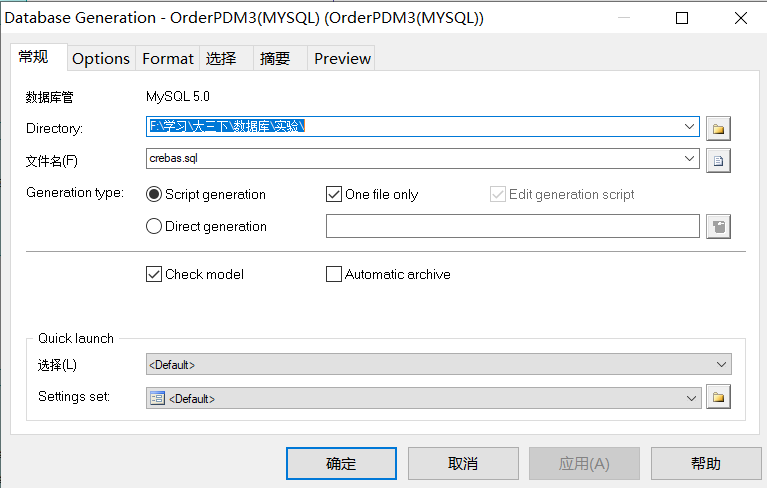 Database Generation - OrderPDM3(MYSQL) (OrderPDM3(MYSQL))
常规 Options Format 选择 摘要 Preview
数据库管 MySQL 5.0
Directory: F:\学习\大三下\数据库\实验\
文件名(F) crebas.sql
Generation type: Script generation One file only Edit generation script
Direct generation
Check model Automatic archive
Quick launch
选择(L) <Default>
Settings set: <Default>
确定 取消 应用(A) 帮助